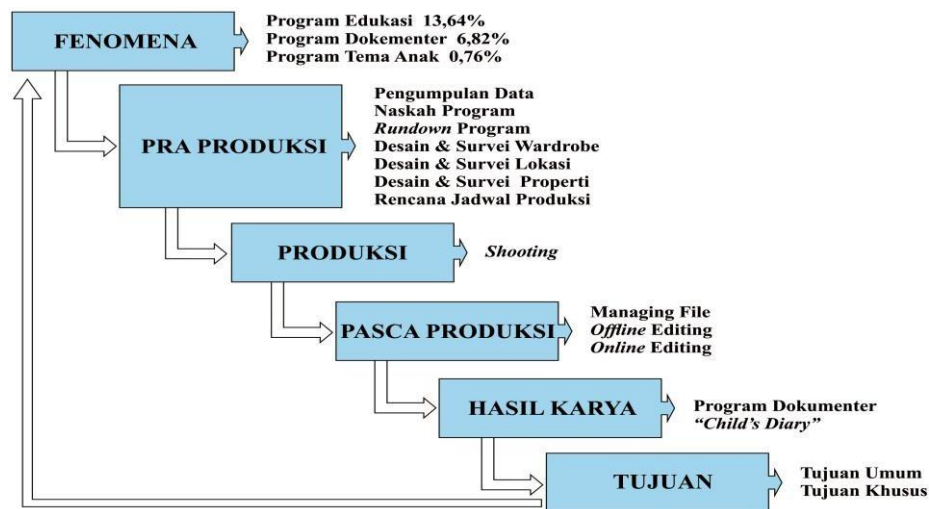 FENOMENA
Program Edukasi 13,64%
Program Dokementer 6,82%
Program Tema Anak 0,76%
PRA PRODUKSI
Pengumpulan Data
Naskah Program
Rundown Program
Desain & Survei Wardrobe
Desain & Survei Lokasi
Desain & Survei Properti
Rencana Jadwal Produksi
PRODUKSI
Shooting
PASCA PRODUKSI
Managing File
Offline Editing
Online Editing
HASIL KARYA
Program Dokumenter
“Child's Diary”
TUJUAN
Tujuan Umum
Tujuan Khusus